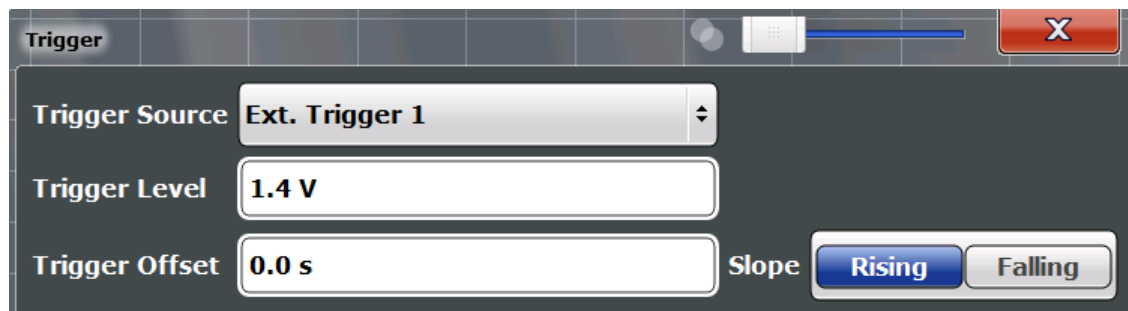 Trigger
X
Trigger Source Ext. Trigger 1
Trigger Level 1.4 V
Trigger Offset 0.0 s Slope Rising Falling